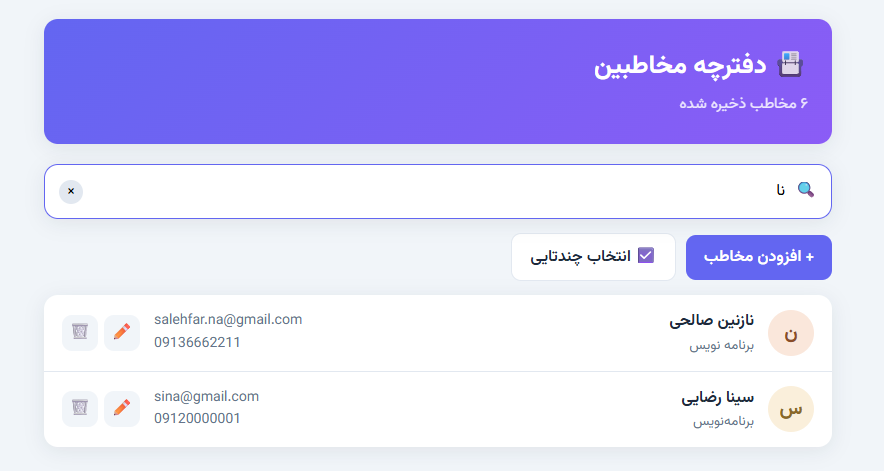 دفترچه مخاطبین
۶ مخاطب ذخیره شده
نا
×
+ افزودن مخاطب
انتخاب چندتایی
ن
نازنین صالحی
برنامه نویس
salehfar.na@gmail.com
09136662211
س
سینا رضایی
برنامه‌نویس
sina@gmail.com
09120000001